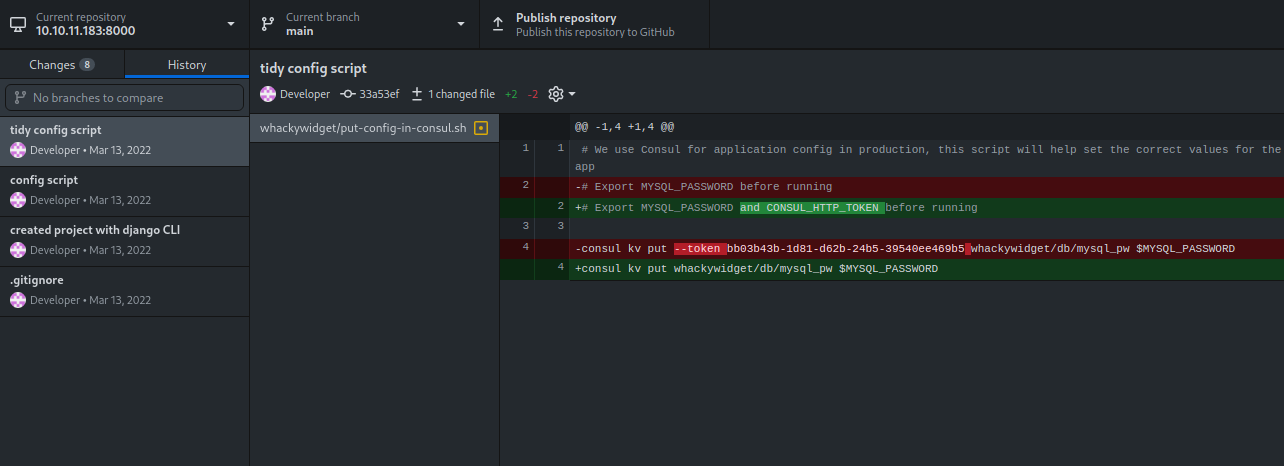 Current repository
10.10.11.183:8000
Current branch
main
Publish repository
Publish this repository to GitHub
Changes 8
History
No branches to compare
tidy config script
Developer • Mar 13, 2022
config script
Developer • Mar 13, 2022
created project with django CLI
Developer • Mar 13, 2022
.gitignore
Developer • Mar 13, 2022
tidy config script
Developer 33a53ef 1 changed file +2 -2
whackywidget/put-config-in-consul.sh
@@ -1,4 +1,4 @@
1 1 # We use Consul for application config in production, this script will help set the correct values for the
app
2 -# Export MYSQL_PASSWORD before running
2 +# Export MYSQL_PASSWORD and CONSUL_HTTP_TOKEN before running
3 3
4 -consul kv put --token bb03b43b-1d81-d62b-24b5-39540ee469b5 whackywidget/db/mysql_pw $MYSQL_PASSWORD
4 +consul kv put whackywidget/db/mysql_pw $MYSQL_PASSWORD